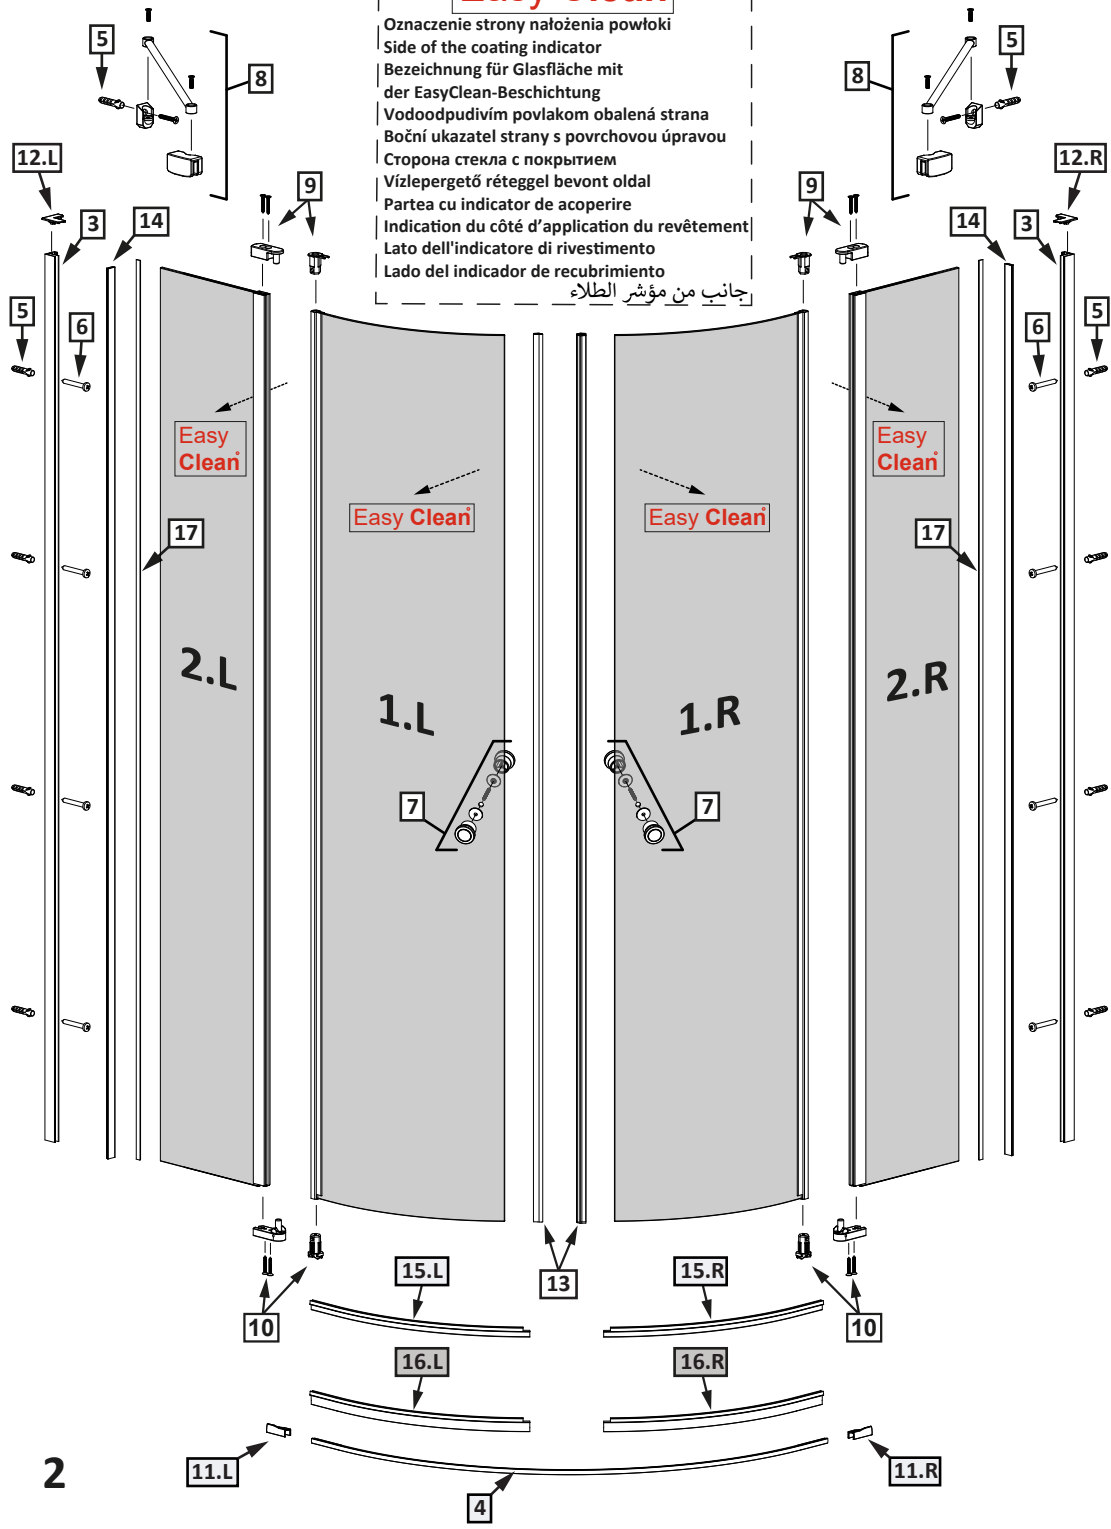 Easy Clean
Oznaczenie strony nałożenia powłoki
Side of the coating indicator
Bezeichnung für Glasfläche mit
der EasyClean-Beschichtung
Vodoodpudivím povlakom obalená strana
Boční ukazatel strany s povrchovou úpravou
Сторона стекла с покрытием
Vízlepergető réteggel bevont oldal
Partea cu indicator de acoperire
Indication du côté d'application du revêtement
Lato dell'indicatore di rivestimento
Lado del indicador de recubrimiento
جانب من مؤشر الطلاء
5
8
8
5
12.L
9
9
12.R
3
14
14
3
5
6
6
5
Easy
Clean
Easy
Clean
Easy Clean
Easy Clean
17
17
2.L
1.L
1.R
2.R
7
7
15.L
13
15.R
10
10
16.L
16.R
11.L
11.R
4
2